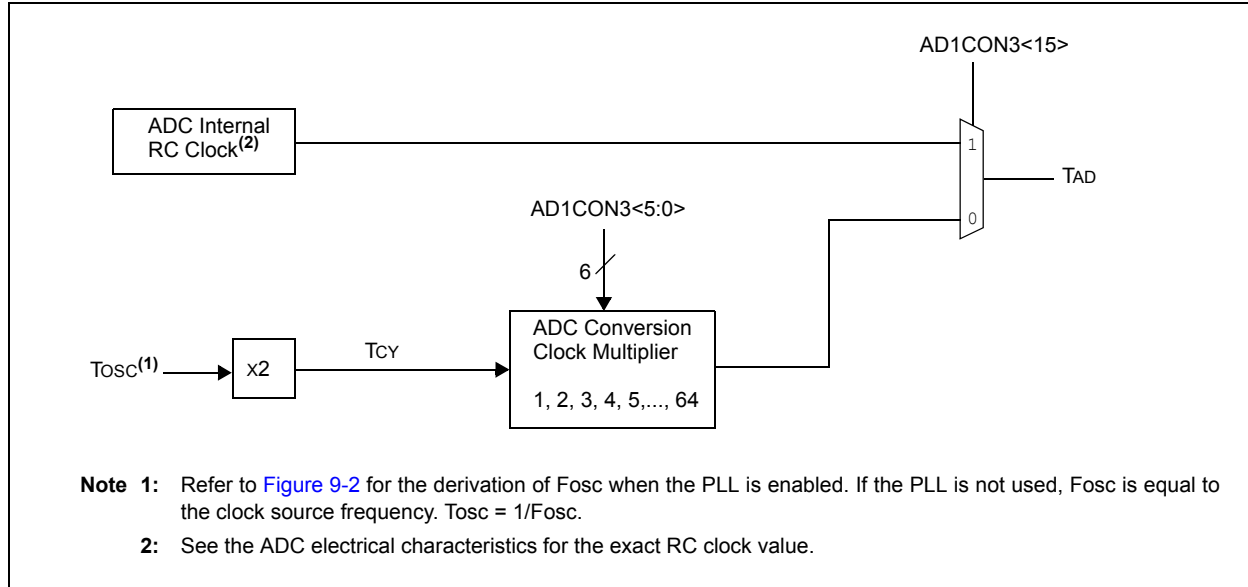 AD1CON3<15>
ADC Internal
RC Clock(2)
1
TAD
AD1CON3<5:0>
0
6
ADC Conversion
Clock Multiplier
TOSC(1)
X2
TCY
1, 2, 3, 4, 5,..., 64
Note 1: Refer to Figure 9-2 for the derivation of Fosc when the PLL is enabled. If the PLL is not used, Fosc is equal to
the clock source frequency. Tosc = 1/Fosc.
2: See the ADC electrical characteristics for the exact RC clock value.